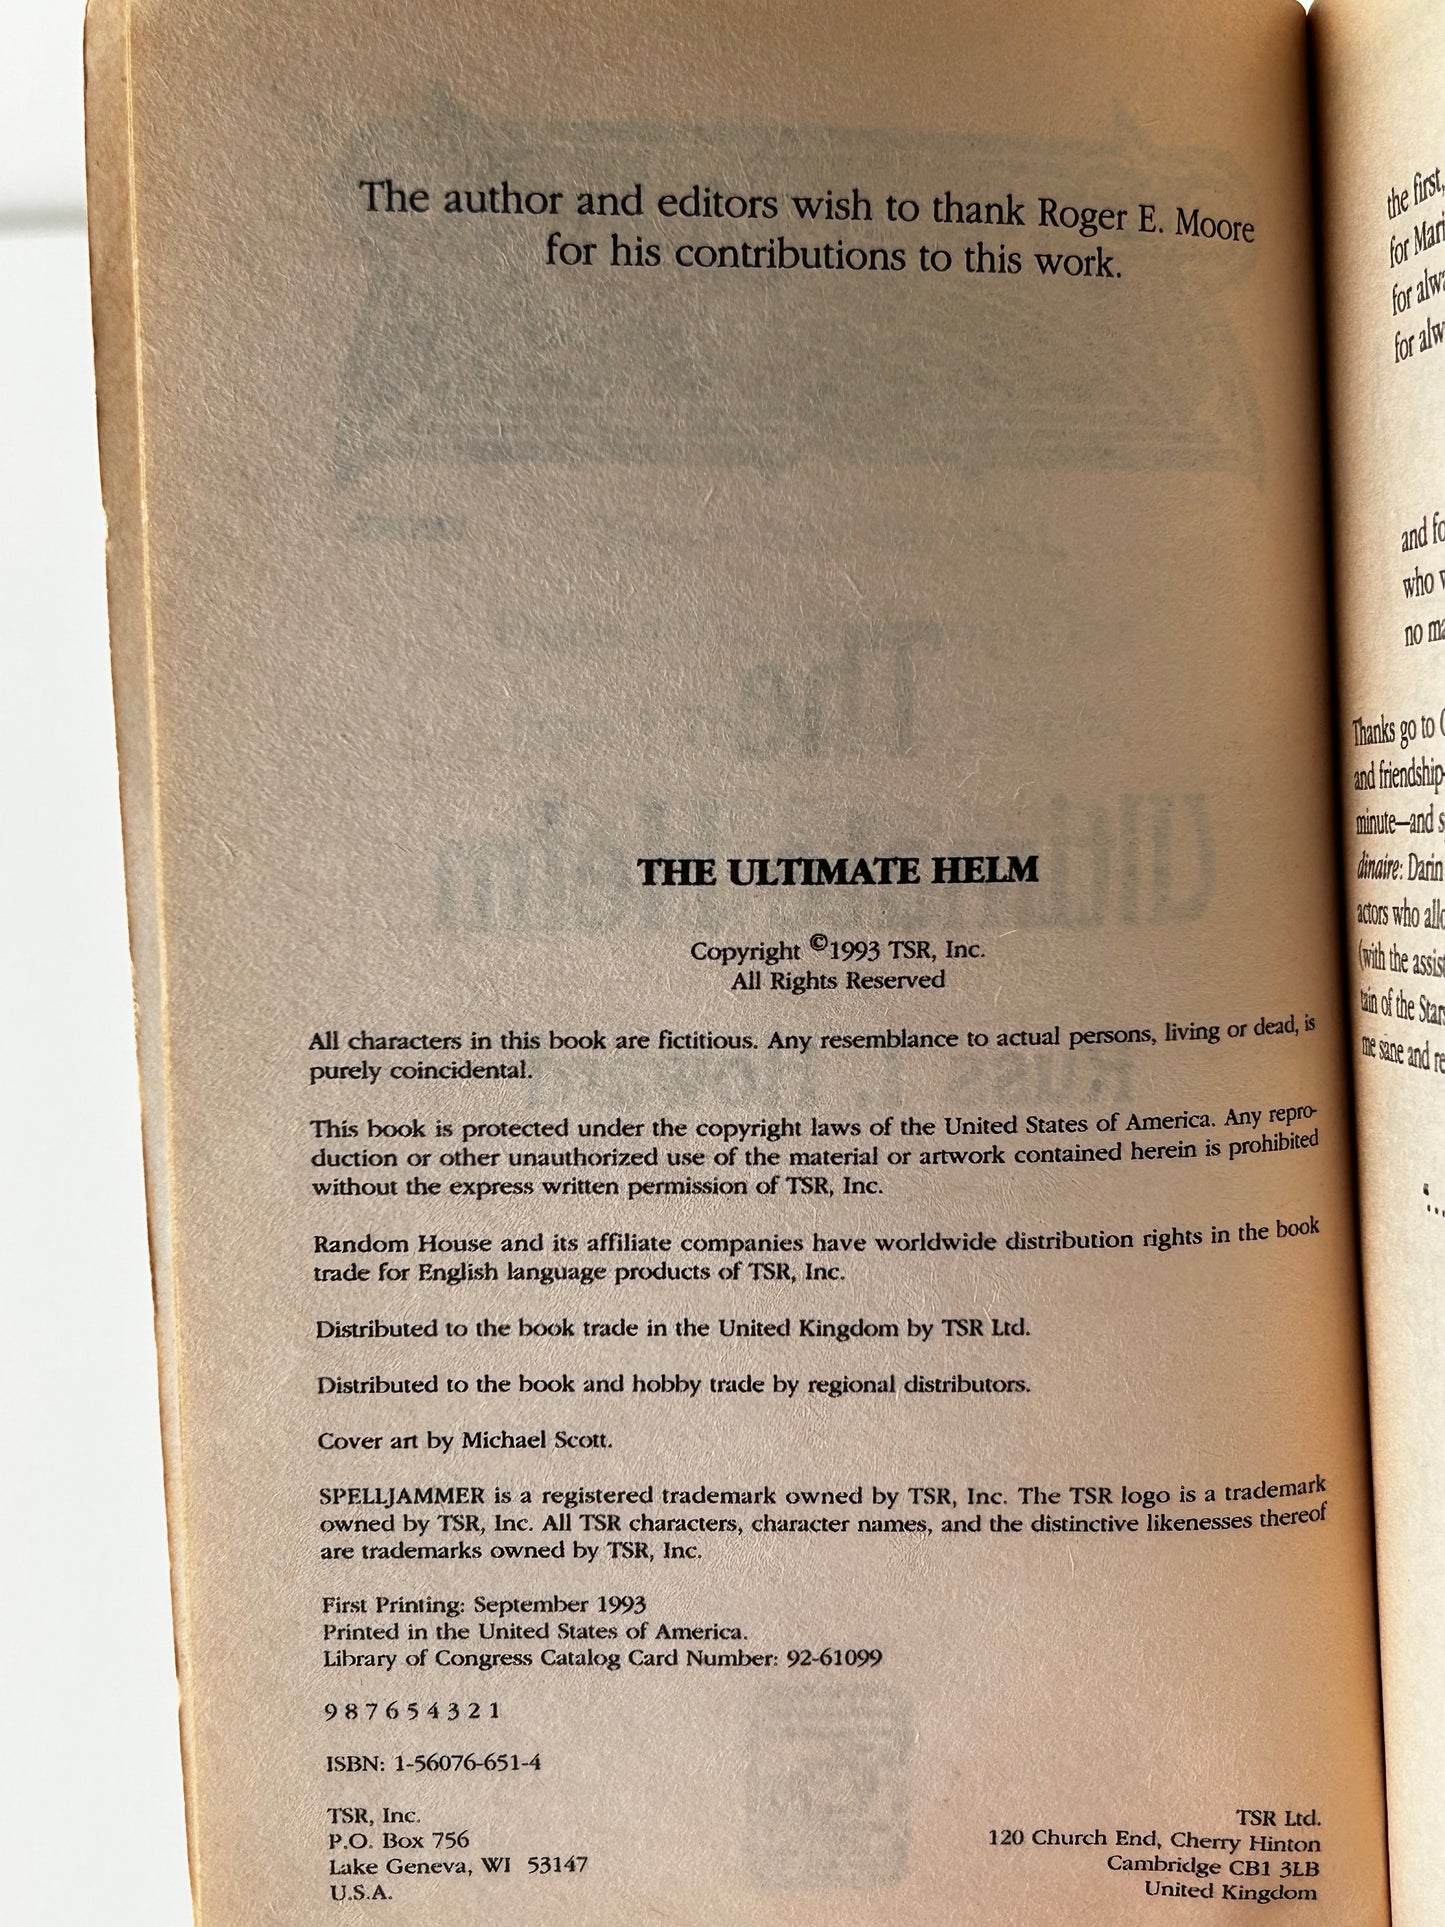 The author and editors wish to thank Roger E. Moore
for his contributions to this work.
THE ULTIMATE HELM
Copyright ©1993 TSR, Inc.
All Rights Reserved
All characters in this book are fictitious. Any resemblance to actual persons, living or dead, is
purely coincidental.
This book is protected under the copyright laws of the United States of America. Any repro-
duction or other unauthorized use of the material or artwork contained herein is prohibited
without the express written permission of TSR, Inc.
Random House and its affiliate companies have worldwide distribution rights in the book
trade for English language products of TSR, Inc.
Distributed to the book trade in the United Kingdom by TSR Ltd.
Distributed to the book and hobby trade by regional distributors.
Cover art by Michael Scott.
SPELLJAMMER is a registered trademark owned by TSR, Inc. The TSR logo is a trademark
owned by TSR, Inc. All TSR characters, character names, and the distinctive likenesses thereof
are trademarks owned by TSR, Inc.
First Printing: September 1993
Printed in the United States of America.
Library of Congress Catalog Card Number: 92-61099
9 8 7 6 5 4 3 2 1
ISBN: 1-56076-651-4
TSR, Inc.
P.O. Box 756
Lake Geneva, WI 53147
U.S.A.
TSR Ltd.
120 Church End, Cherry Hinton
Cambridge CB1 3LB
United Kingdom
the first,
for
for
for
and
who
no
Thanks go to
and friendship
minute—and
dinaire: Darin
actors who
(with the
of the
me sane and